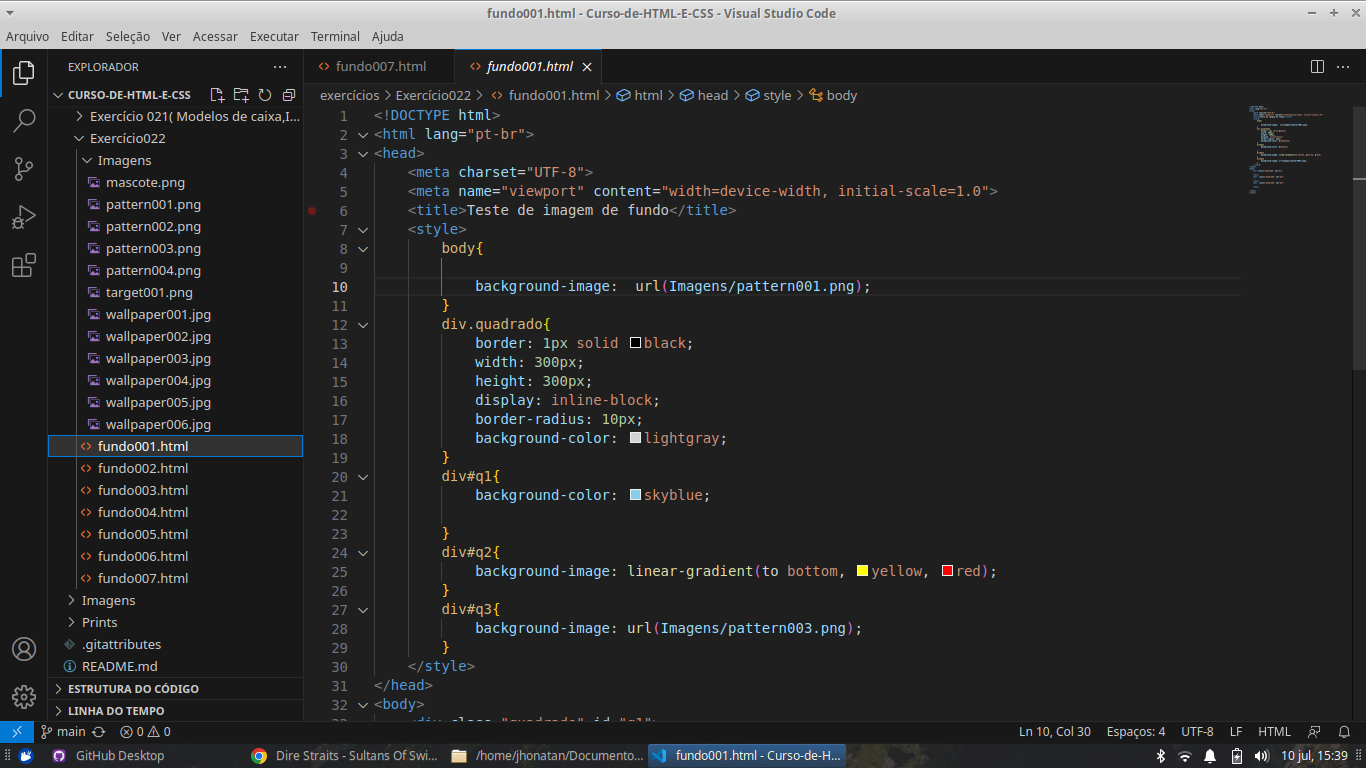 fundo001.html - Curso-de-HTML-E-CSS - Visual Studio Code
Arquivo Editar Seleção Ver Acessar Executar Terminal Ajuda
EXPLORADOR
CURSO-DE-HTML-E-CSS
Exercício 021( Modelos de caixa,I...
Exercício022
Imagens
mascote.png
pattern001.png
pattern002.png
pattern003.png
pattern004.png
target001.png
wallpaper001.jpg
wallpaper002.jpg
wallpaper003.jpg
wallpaper004.jpg
wallpaper005.jpg
wallpaper006.jpg
fundo001.html
fundo002.html
fundo003.html
fundo004.html
fundo005.html
fundo006.html
fundo007.html
Imagens
Prints
.gitattributes
README.md
ESTRUTURA DO CÓDIGO
LINHA DO TEMPO
fundo007.html fundo001.html
exercícios > Exercício022 > fundo001.html > html > head > style > body
1 <!DOCTYPE html>
2 <html lang="pt-br">
3 <head>
4 <meta charset="UTF-8">
5 <meta name="viewport" content="width=device-width, initial-scale=1.0">
6 <title>Teste de imagem de fundo</title>
7 <style>
8 body{
9
10 background-image:  url(Imagens/pattern001.png);
11 }
12 div.quadrado{
13 border: 1px solid black;
14 width: 300px;
15 height: 300px;
16 display: inline-block;
17 border-radius: 10px;
18 background-color: lightgray;
19 }
20 div#q1{
21 background-color: skyblue;
22
23 }
24 div#q2{
25 background-image: linear-gradient(to bottom, yellow, red);
26 }
27 div#q3{
28 background-image: url(Imagens/pattern003.png);
29 }
30 </style>
31 </head>
32 <body>
33 <div class="quadrado" id="q1">
main 0 0 Ln 10, Col 30 Espaços: 4 UTF-8 LF HTML
GitHub Desktop Dire Straits - Sultans Of Swi... /home/jhonatan/Documento... fundo001.html - Curso-de-H... 10 jul, 15:39